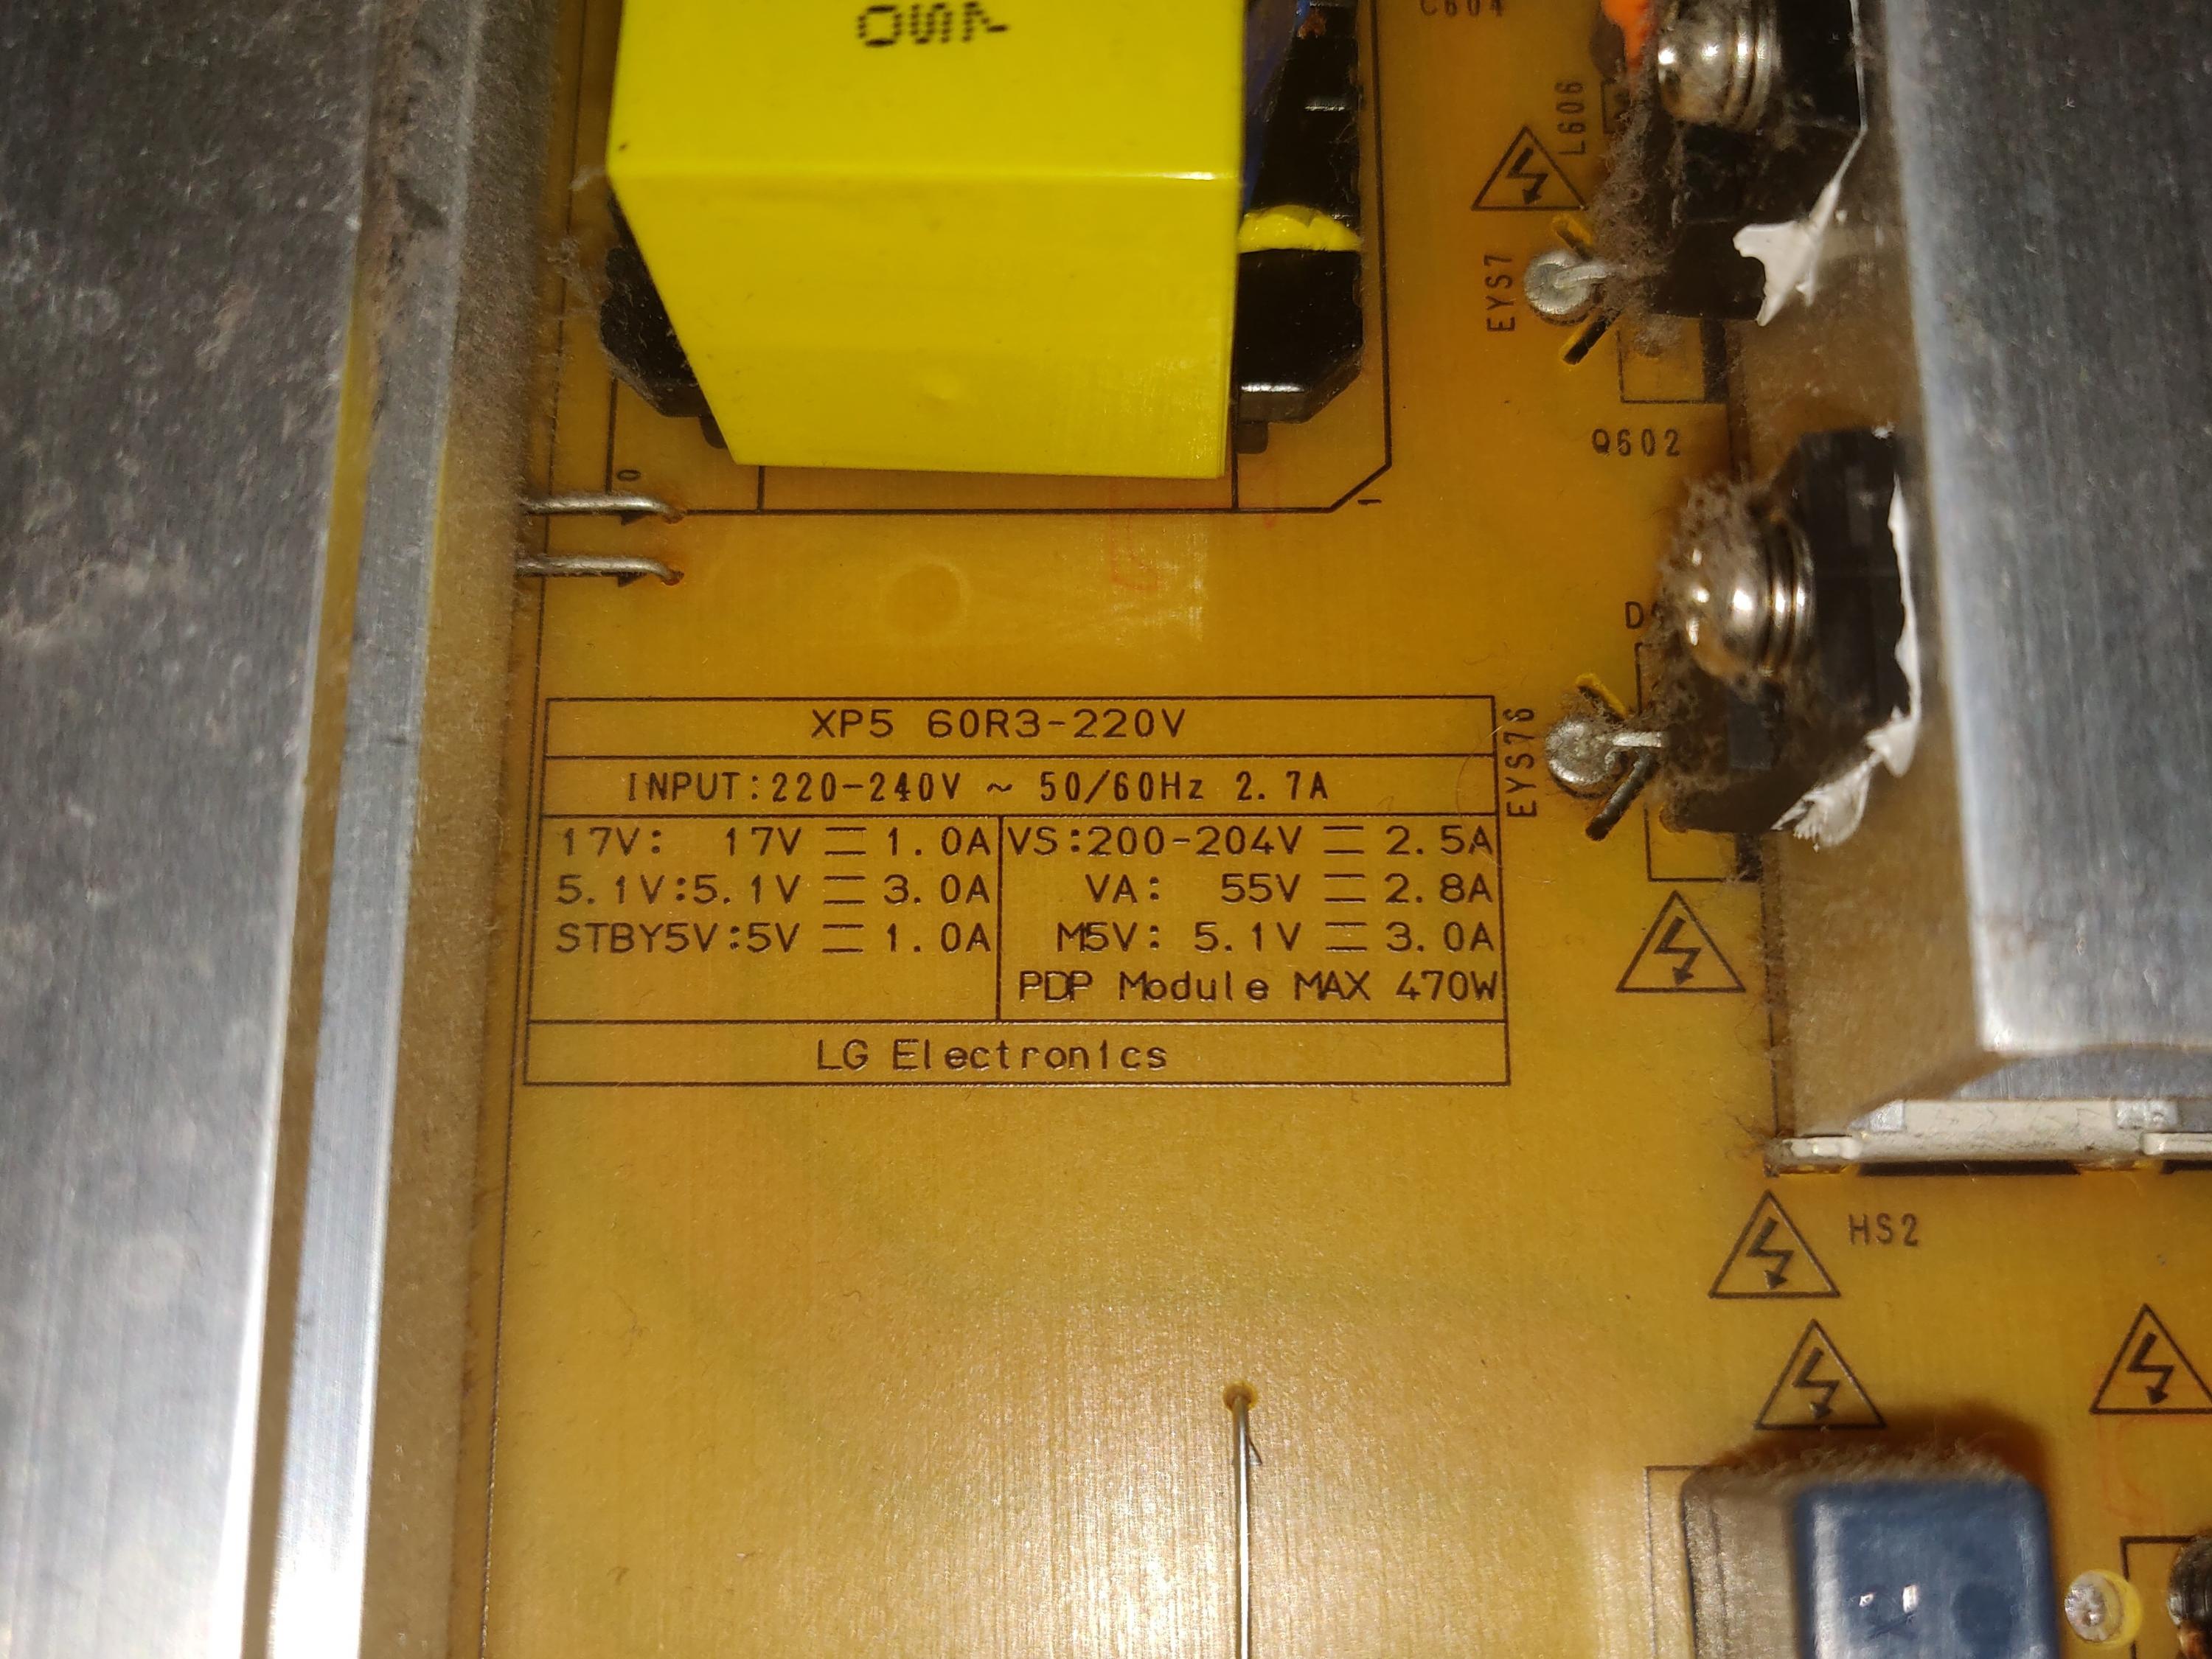 C604
L606
EYS7
Q602
0
1
XP5 60R3-220V
INPUT:220-240V ~ 50/60Hz 2.7A
17V: 17V ⎓ 1.0A VS:200-204V ⎓ 2.5A
5.1V:5.1V ⎓ 3.0A VA: 55V ⎓ 2.8A
STBY5V:5V ⎓ 1.0A M5V: 5.1V ⎓ 3.0A
PDP Module MAX 470W
LG Electronics
EYS76
HS2